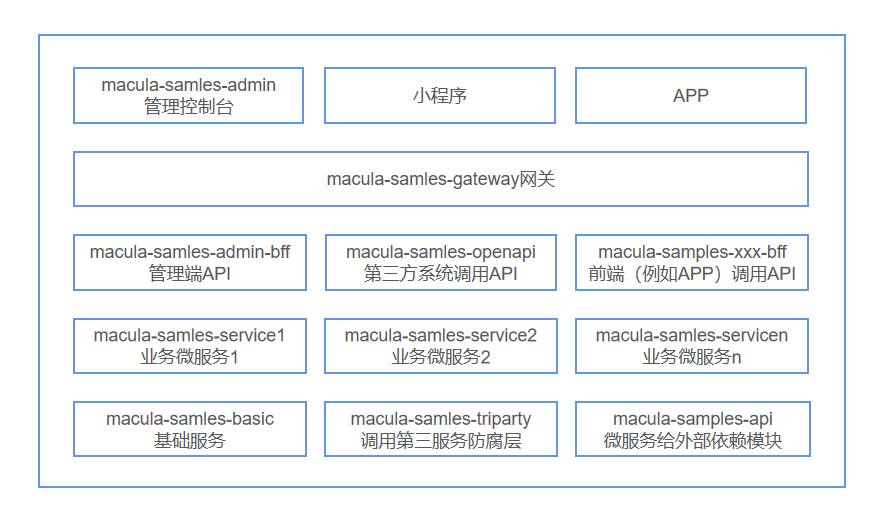 macula-samles-admin
管理控制台
小程序
APP
macula-samles-gateway网关
macula-samles-admin-bff
管理端API
macula-samles-openapi
第三方系统调用API
macula-samples-xxx-bff
前端（例如APP）调用API
macula-samles-service1
业务微服务1
macula-samles-service2
业务微服务2
macula-samles-servicen
业务微服务n
macula-samles-basic
基础服务
macula-samles-triparty
调用第三服务防腐层
macula-samples-api
微服务给外部依赖模块